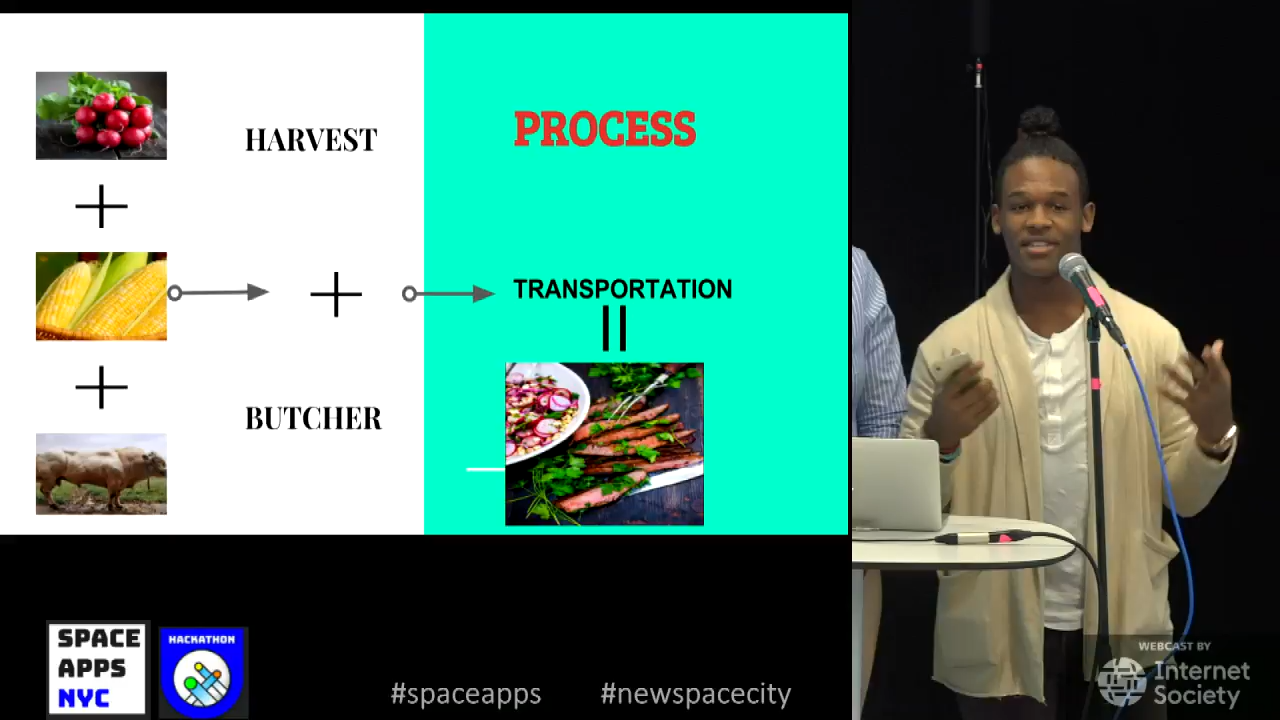 HARVEST
PROCESS
TRANSPORTATION
BUTCHER
SPACE
APPS
NYC
HACKATHON
#spaceapps
#newspacecity
WEBCAST BY
Internet
Society